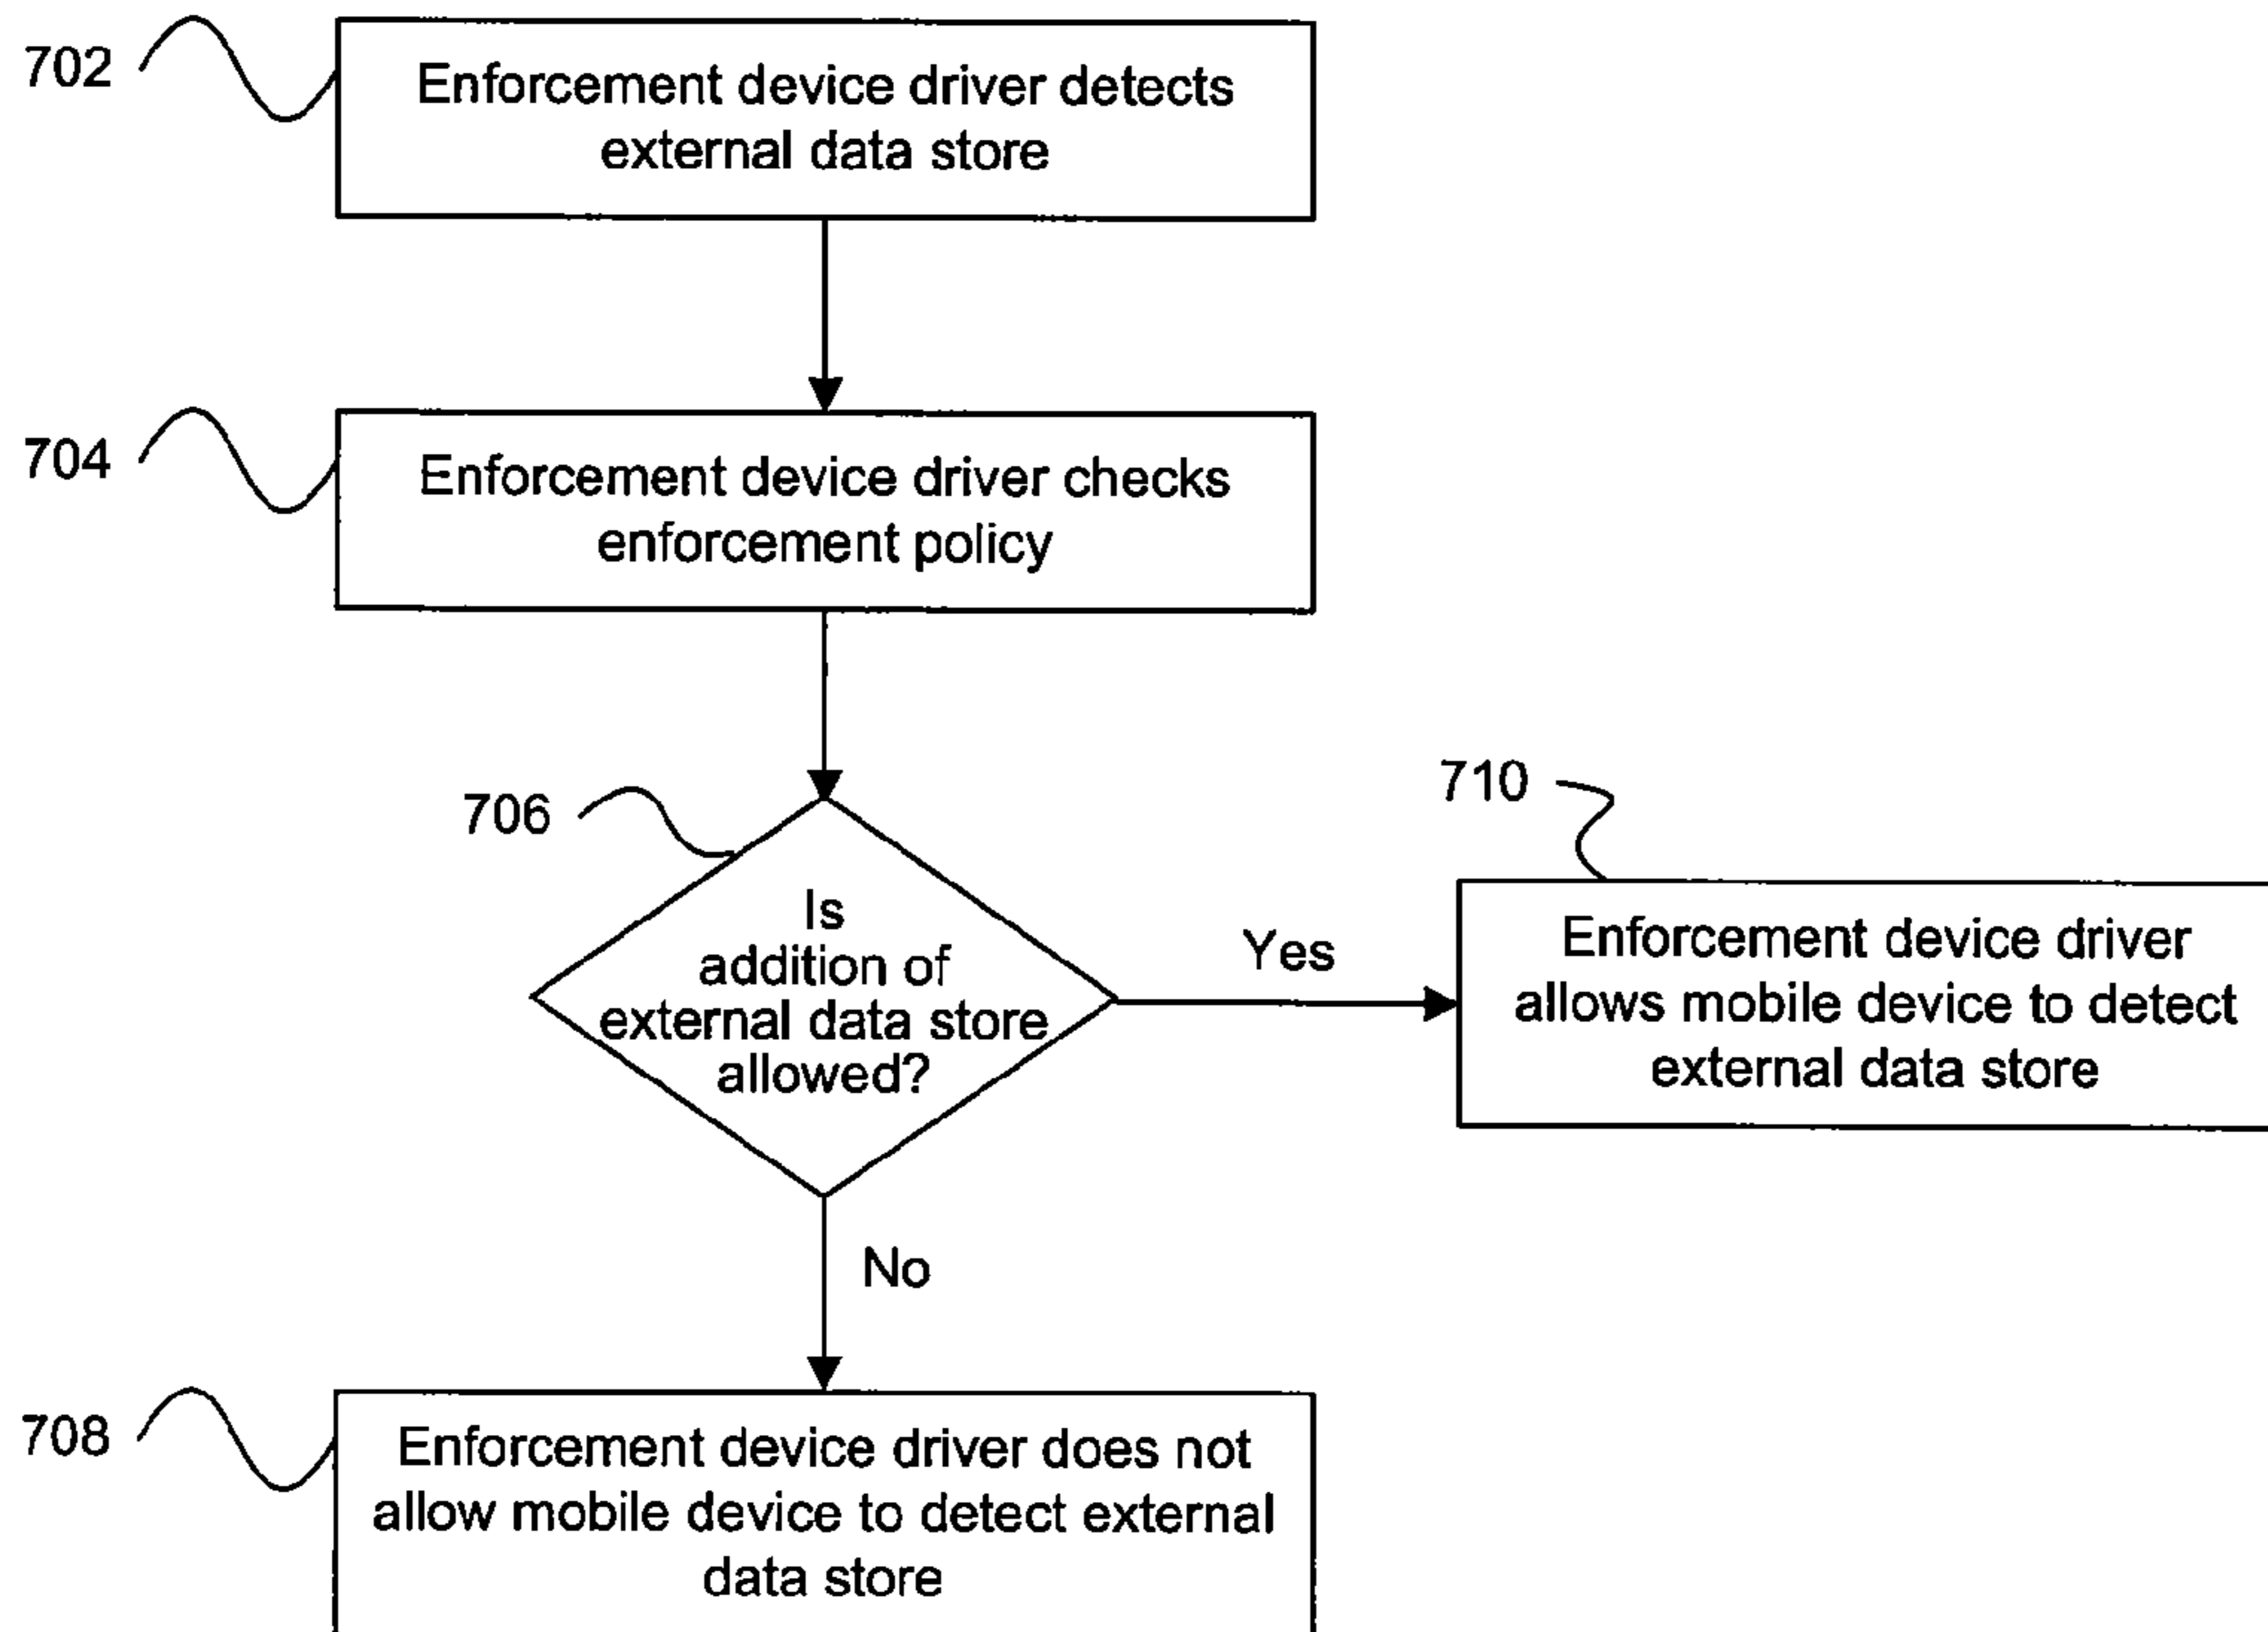 702
Enforcement device driver detects
external data store
704
Enforcement device driver checks
enforcement policy
706
Is
addition of
external data store
allowed?
Yes
710
Enforcement device driver
allows mobile device to detect
external data store
No
708
Enforcement device driver does not
allow mobile device to detect external
data store